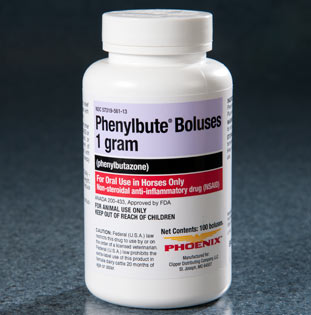 NDC 57319-561-13
Phenylbute® Boluses
1 gram
(phenylbutazone)
For Oral Use in Horses Only
Non-steroidal anti-inflammatory drug (NSAID)
ANADA 200-433, Approved by FDA
FOR ANIMAL USE ONLY
KEEP OUT OF REACH OF CHILDREN
CAUTION: Federal (U.S.A.) law
restricts this drug to use by or on
the order of a licensed veterinarian.
Federal (U.S.A.) law prohibits the
extra-label use of this product in
female dairy cattle 20 months of
age or older.
Net Contents: 100 boluses
PHOENIX
Manufactured for
Clipper Distributing Company, LLC
St. Joseph, MO 64507